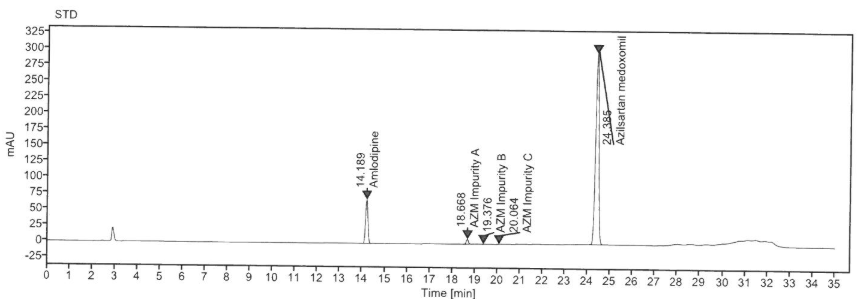 STD
mAU
325
300
275
250
225
200
175
150
125
100
75
50
25
0
-25
14.189
Amlodipine
18.668
AZM Impurity A
19.376
AZM Impurity B
20.064
AZM Impurity C
24.385
Azilsartan medoxomil
0 1 2 3 4 5 6 7 8 9 10 11 12 13 14 15 16 17 18 19 20 21 22 23 24 25 26 27 28 29 30 31 32 33 34 35
Time [min]